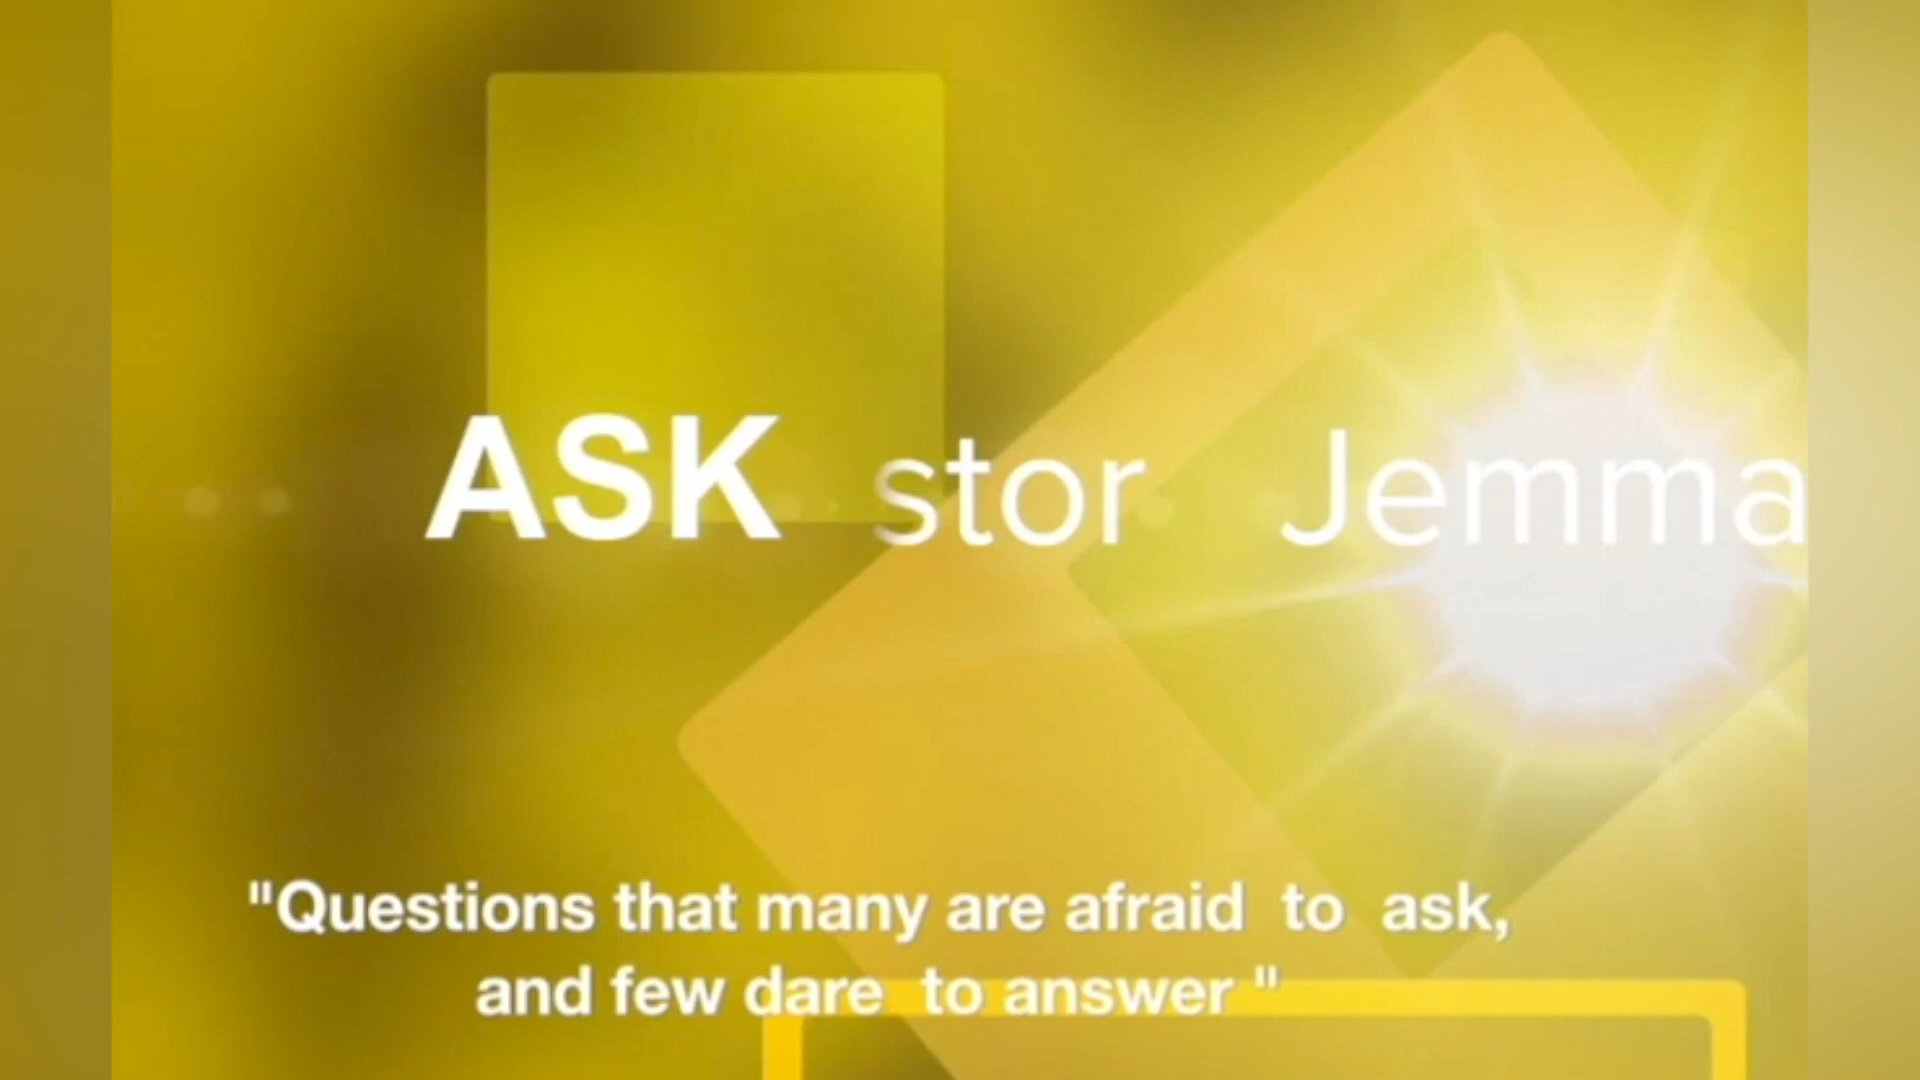 ASK stor Jemma
"Questions that many are afraid to ask,
and few dare to answer "